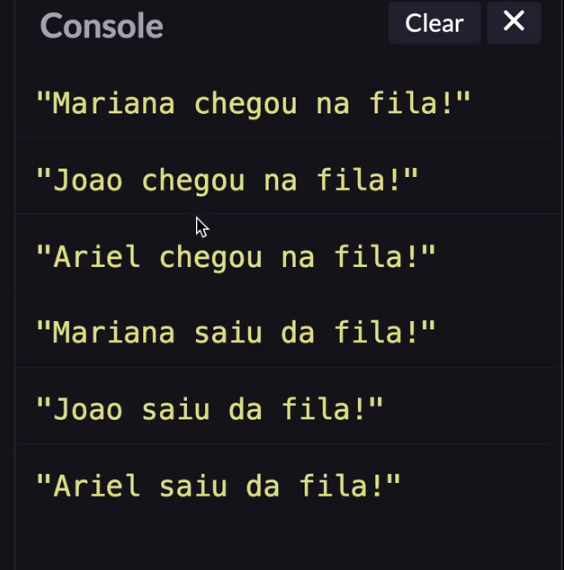 Console
Clear ✕
"Mariana chegou na fila!"
"Joao chegou na fila!"
"Ariel chegou na fila!"
"Mariana saiu da fila!"
"Joao saiu da fila!"
"Ariel saiu da fila!"